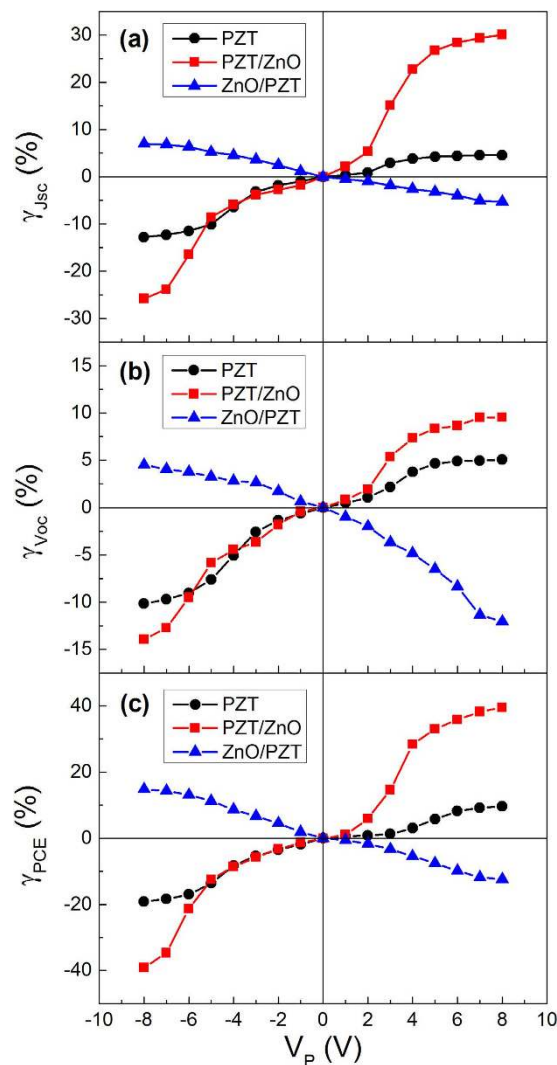 (a)
PZT
PZT/ZnO
ZnO/PZT
30
20
10
0
-10
-20
-30
γJsc (%)
(b)
PZT
PZT/ZnO
ZnO/PZT
15
10
5
0
-5
-10
-15
γVoc (%)
(c)
PZT
PZT/ZnO
ZnO/PZT
40
20
0
-20
-40
γPCE (%)
-10 -8 -6 -4 -2 0 2 4 6 8 10
VP (V)